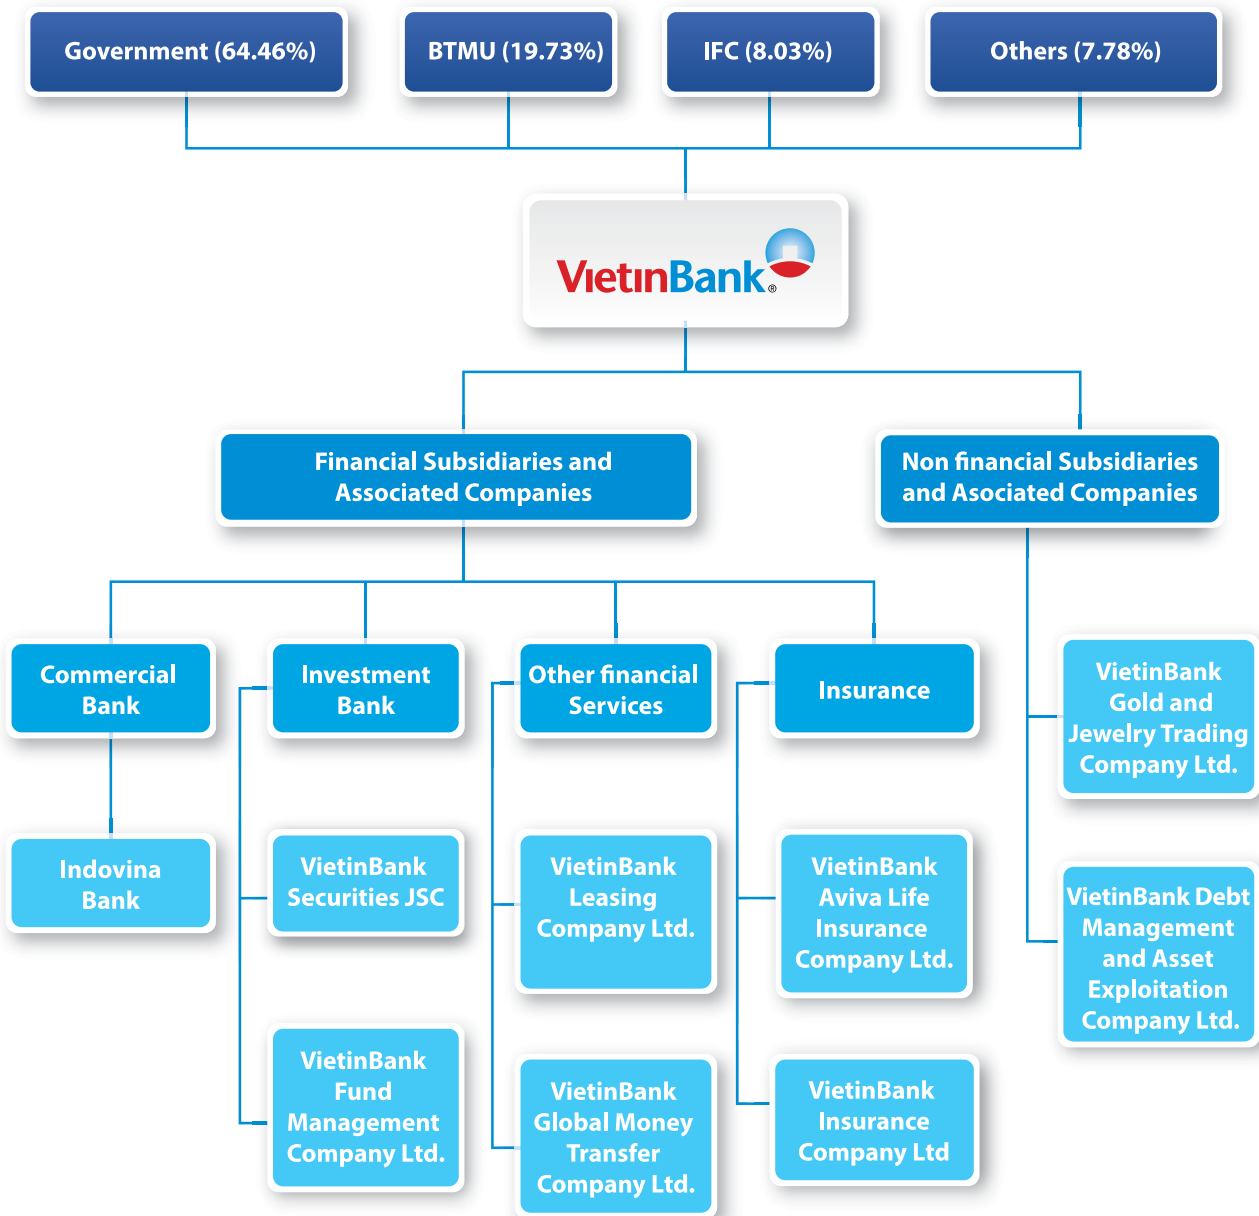 Government (64.46%)
BTMU (19.73%)
IFC (8.03%)
Others (7.78%)
VietinBank®
Financial Subsidiaries and
Associated Companies
Non financial Subsidiaries
and Asociated Companies
Commercial
Bank
Investment
Bank
Other financial
Services
Insurance
Indovina
Bank
VietinBank
Securities JSC
VietinBank
Fund
Management
Company Ltd.
VietinBank
Leasing
Company Ltd.
VietinBank
Global Money
Transfer
Company Ltd.
VietinBank
Aviva Life
Insurance
Company Ltd.
VietinBank
Insurance
Company Ltd
VietinBank
Gold and
Jewelry Trading
Company Ltd.
VietinBank Debt
Management
and Asset
Exploitation
Company Ltd.